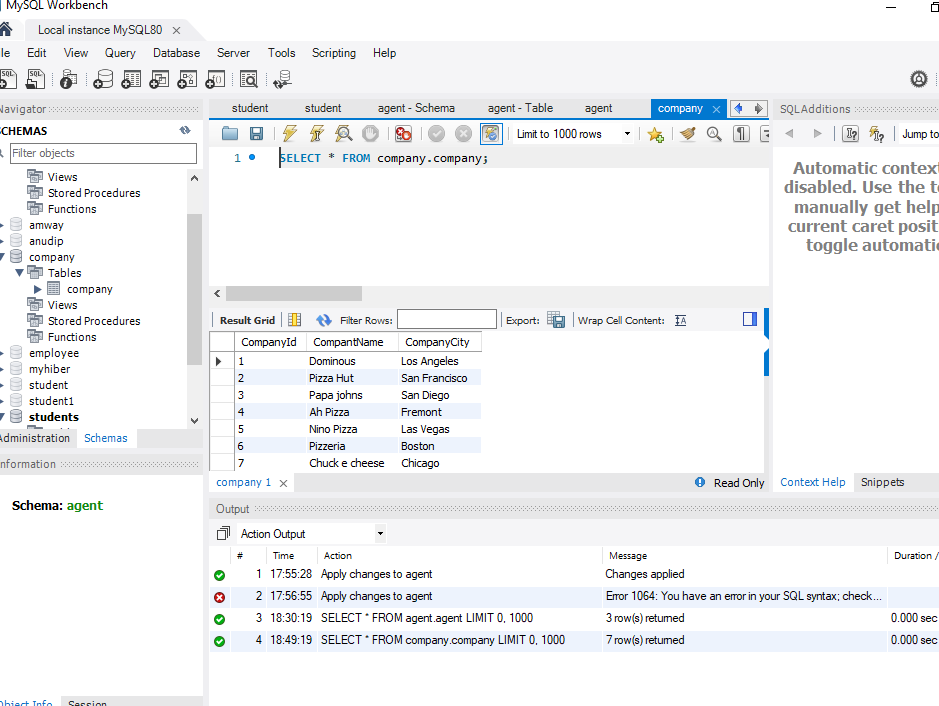 MySQL Workbench
Local instance MySQL80
le Edit View Query Database Server Tools Scripting Help
Navigator
SCHEMAS
Filter objects
Views
Stored Procedures
Functions
amway
anudip
company
Tables
company
Views
Stored Procedures
Functions
employee
myhiber
student
student1
students
Administration Schemas
nformation
Schema: agent
Object Info Session
student student agent - Schema agent - Table agent company
Limit to 1000 rows
1 SELECT * FROM company.company;
Result Grid Filter Rows: Export: Wrap Cell Content: IA
CompanyId CompantName CompanyCity
1 Dominous Los Angeles
2 Pizza Hut San Francisco
3 Papa johns San Diego
4 Ah Pizza Fremont
5 Nino Pizza Las Vegas
6 Pizzeria Boston
7 Chuck e cheese Chicago
company 1 Read Only
SQLAdditions
Jump to
Automatic context
disabled. Use the t
manually get help
current caret posit
toggle automatic
Context Help Snippets
Output
Action Output
# Time Action Message Duration /
1 17:55:28 Apply changes to agent Changes applied
2 17:56:55 Apply changes to agent Error 1064: You have an error in your SQL syntax; check...
3 18:30:19 SELECT * FROM agent.agent LIMIT 0, 1000 3 row(s) returned 0.000 sec
4 18:49:19 SELECT * FROM company.company LIMIT 0, 1000 7 row(s) returned 0.000 sec